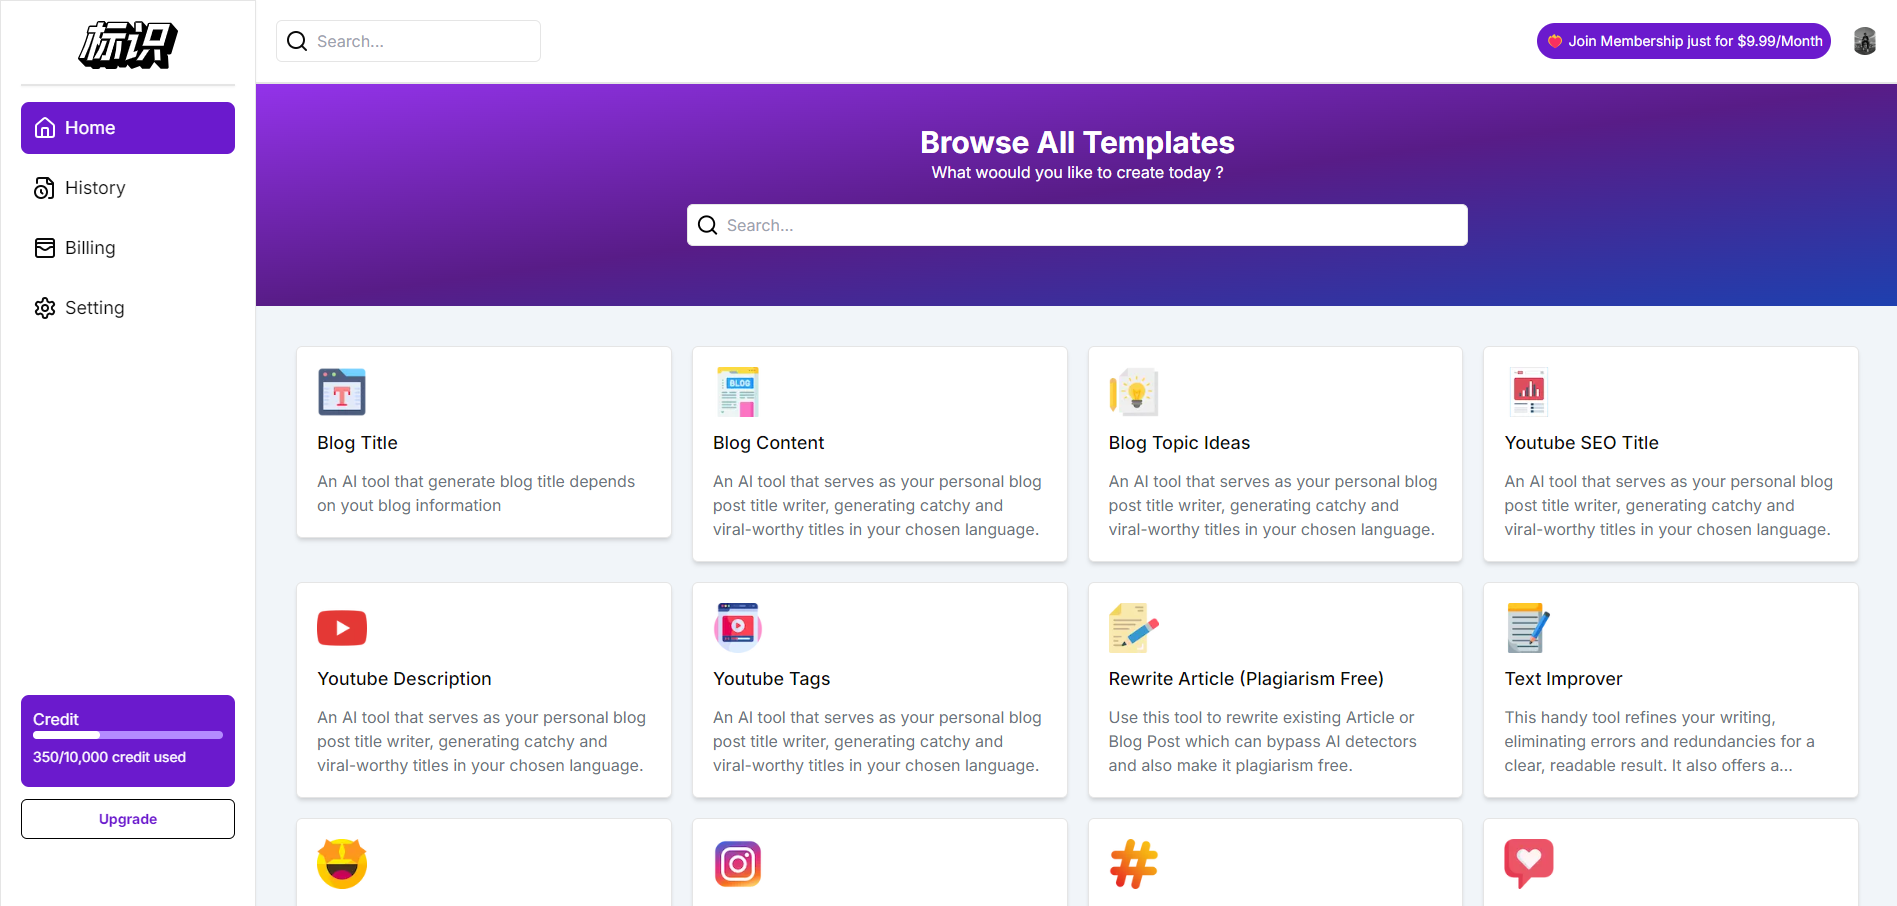 标识
Home
History
Billing
Setting
Credit
350/10,000 credit used
Upgrade
Search...
Join Membership just for $9.99/Month
Browse All Templates
What woould you like to create today ?
Search...
T
Blog Title
An AI tool that generate blog title depends
on yout blog information
BLOG
Blog Content
An AI tool that serves as your personal blog
post title writer, generating catchy and
viral-worthy titles in your chosen language.
Blog Topic Ideas
An AI tool that serves as your personal blog
post title writer, generating catchy and
viral-worthy titles in your chosen language.
Youtube SEO Title
An AI tool that serves as your personal blog
post title writer, generating catchy and
viral-worthy titles in your chosen language.
Youtube Description
An AI tool that serves as your personal blog
post title writer, generating catchy and
viral-worthy titles in your chosen language.
Youtube Tags
An AI tool that serves as your personal blog
post title writer, generating catchy and
viral-worthy titles in your chosen language.
Rewrite Article (Plagiarism Free)
Use this tool to rewrite existing Article or
Blog Post which can bypass AI detectors
and also make it plagiarism free.
Text Improver
This handy tool refines your writing,
eliminating errors and redundancies for a
clear, readable result. It also offers a...
#